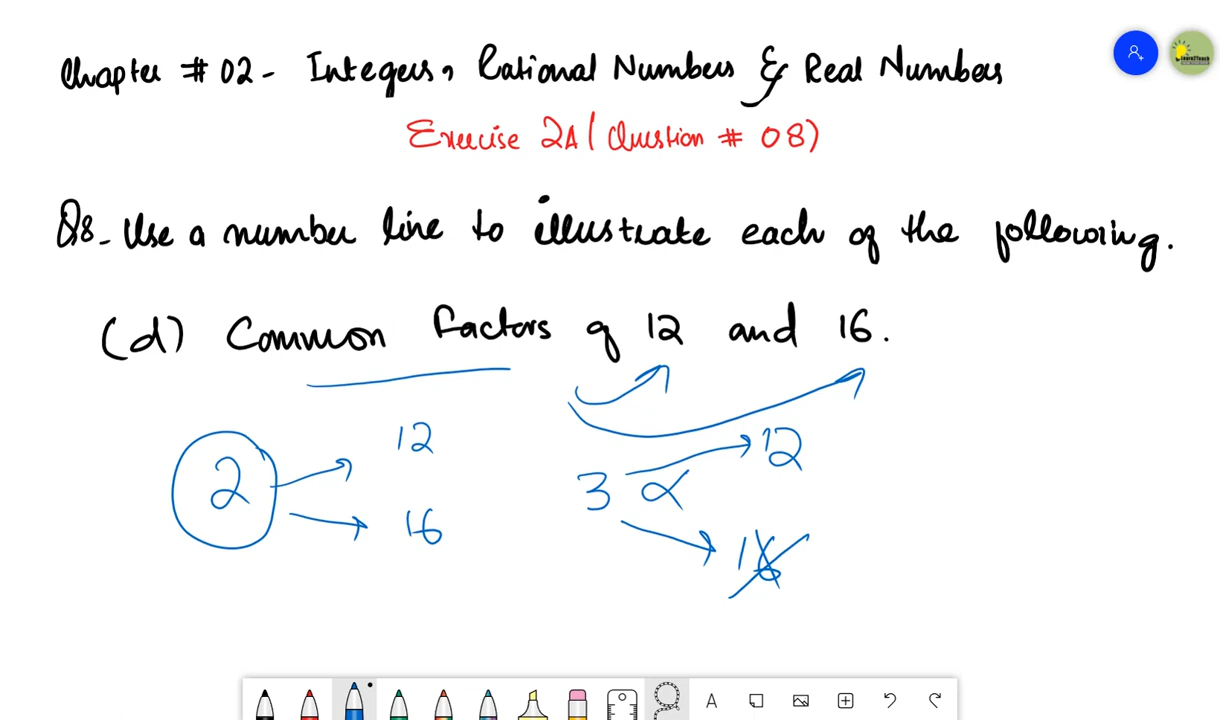 Chapter # 02 - Integers, Rational Numbers & Real Numbers
Exercise 2A (Question # 08)
Q8- Use a number line to illustrate each of the following.
(d) Common Factors of 12 and 16.
12
12
2
3
16
16
A